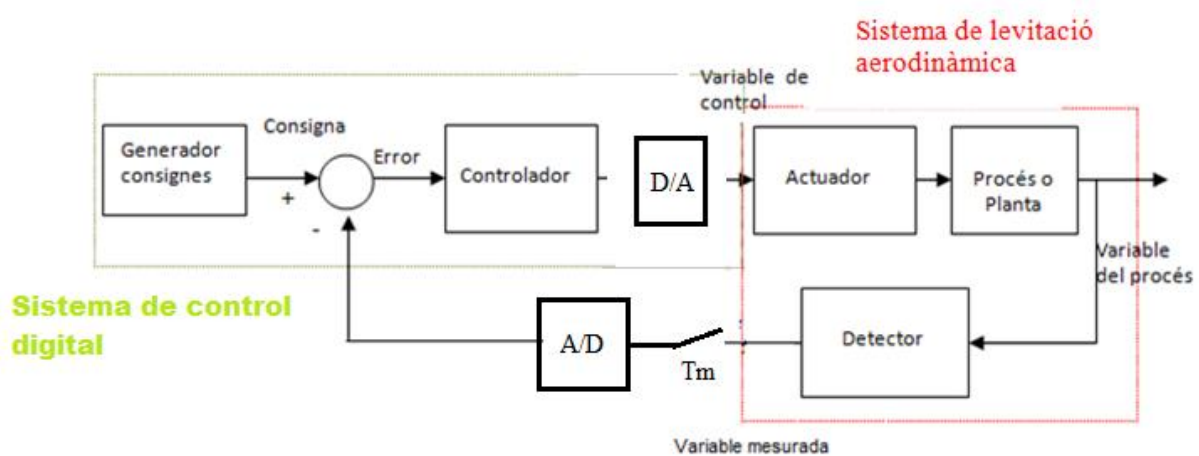 Sistema de levitació
aerodinàmica
Variable de
control
Consigna
Generador
consignes
+
-
Error
Controlador
D/A
Actuador
Procés o
Planta
Variable
del procés
Sistema de control
digital
A/D
Tm
Detector
Variable mesurada